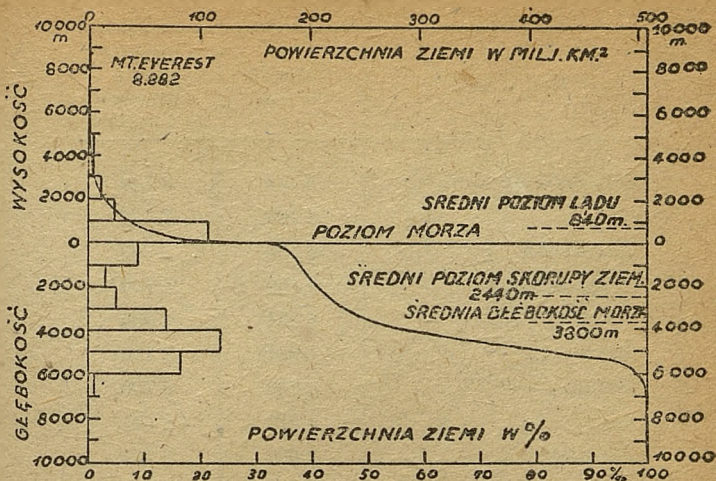 0 100 200 300 400 500
10000 10000
m m.
POWIERZCHNIA ZIEMI W MILJ. KM.²
8000 MT. EVEREST 8000
8.882
6000 6000
WYSOKOŚĆ
4000 4000
2000 ŚREDNI POZIOM LĄDU 2000
840m.
0 POZIOM MORZA 0
2000 ŚREDNI POZIOM SKORUPY ZIEM. 2000
2440m
ŚREDNIA GŁĘBOKOŚĆ MORZA
4000 3800m 4000
GŁĘBOKOŚĆ
6000 6000
8000 8000
POWIERZCHNIA ZIEMI W %
10000 10000
0 10 20 30 40 50 60 70 80 90% 100